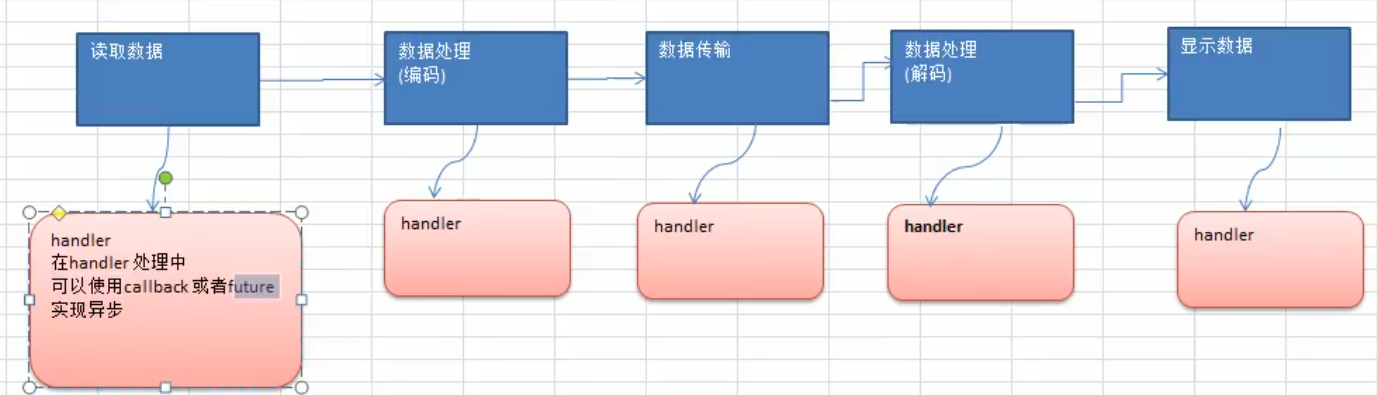 读取数据
数据处理
(编码)
数据传输
数据处理
(解码)
显示数据
handler
在handler 处理中
可以使用callback 或者future
实现异步
handler
handler
handler
handler